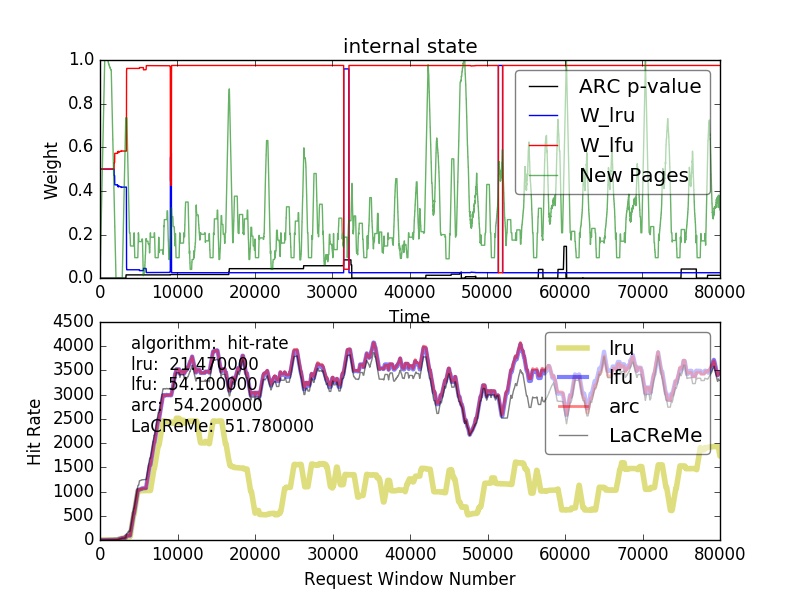 internal state
1.0
0.8
0.6
0.4
0.2
0.0
Weight
ARC p-value
W_lru
W_lfu
New Pages
0 10000 20000 30000 40000 50000 60000 70000 80000
Time
4500
4000
3500
3000
2500
2000
1500
1000
500
0
Hit Rate
algorithm: hit-rate
lru: 21.470000
lfu: 54.100000
arc: 54.200000
LaCReMe: 51.780000
lru
lfu
arc
LaCReMe
0 10000 20000 30000 40000 50000 60000 70000 80000
Request Window Number